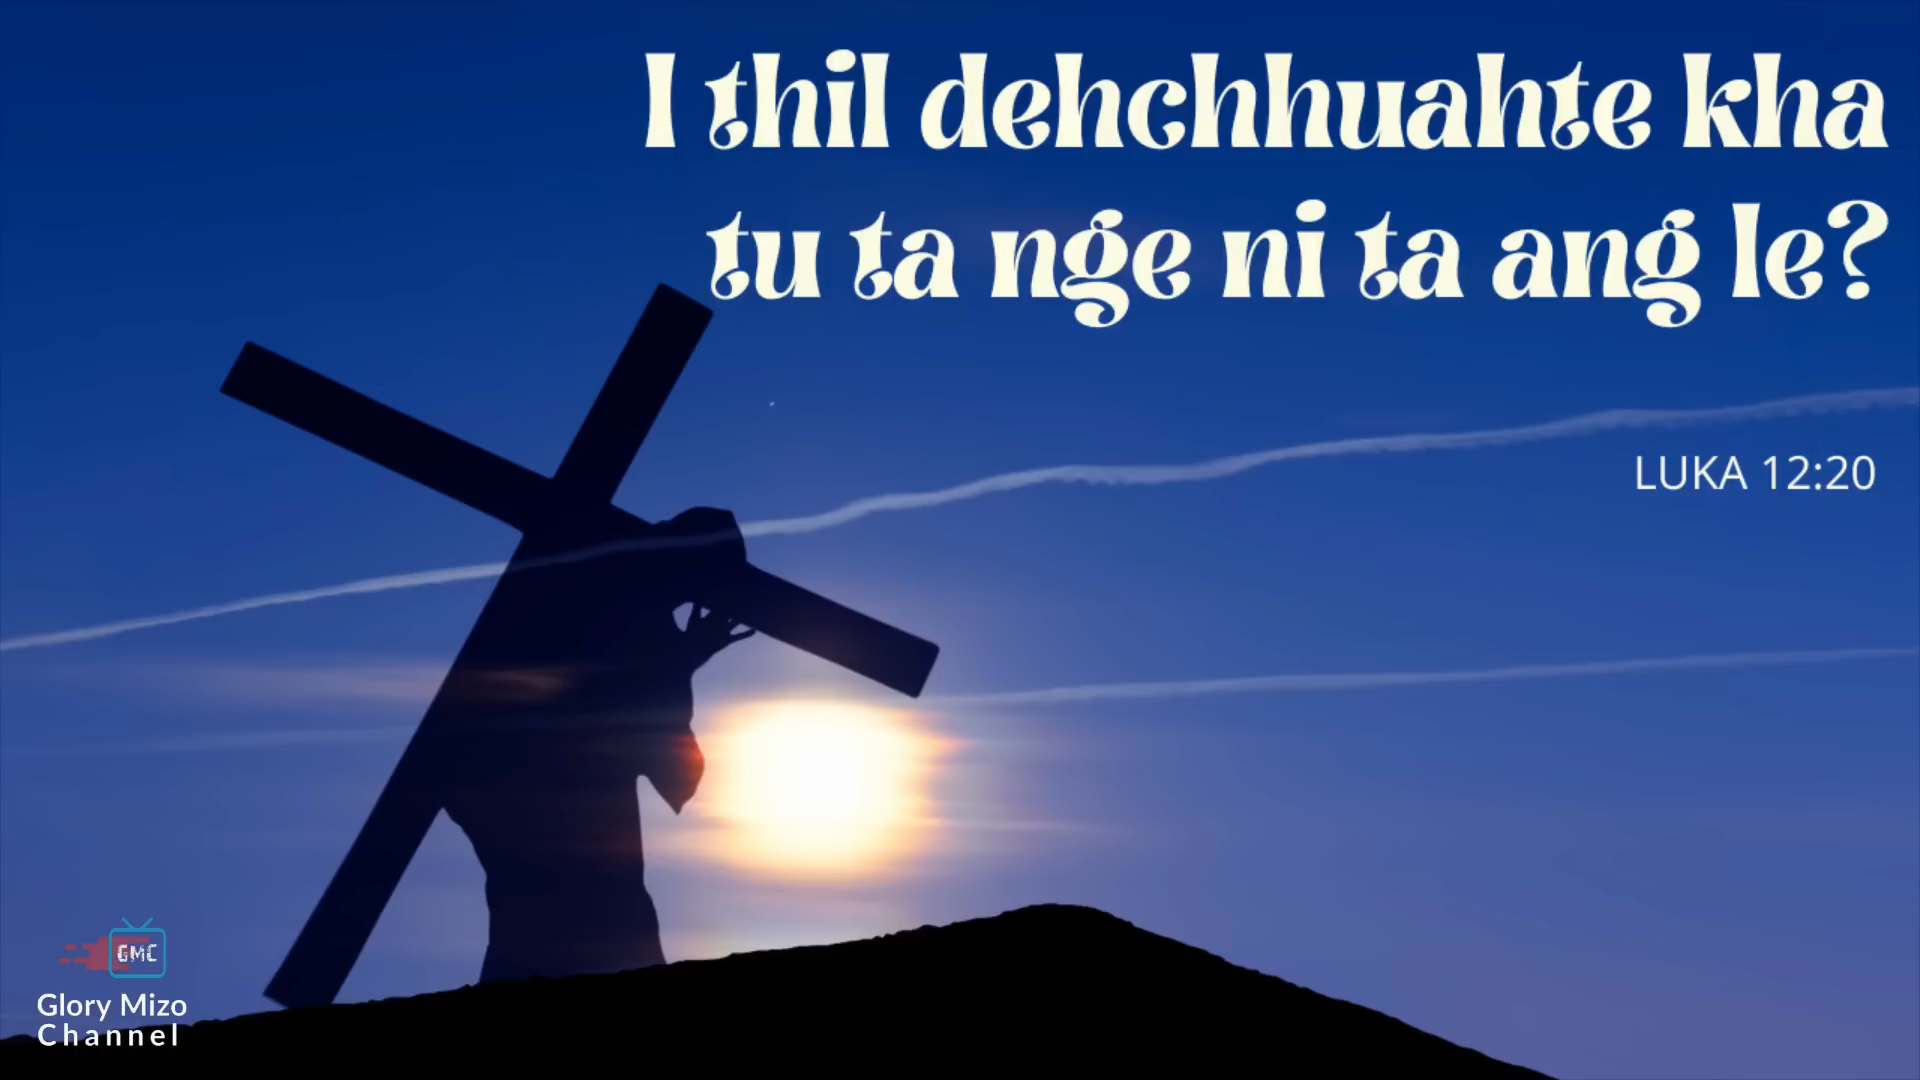 I thil dehchhuahte kha
tu ta nge ni ta ang le?
LUKA 12:20
GMC
Glory Mizo
Channel